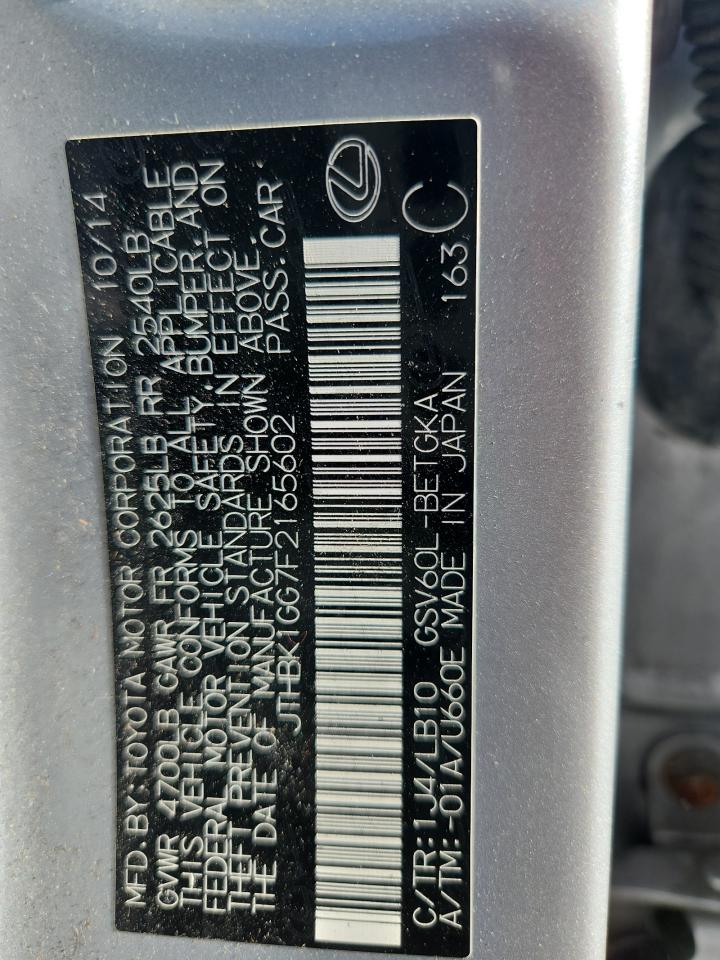 MFD. BY: TOYOTA MOTOR CORPORATION 10/14
GVWR 4700LB GAWR FR 2625LB RR 2540LB
THIS VEHICLE CONFORMS TO ALL APPLICABLE
FEDERAL MOTOR VEHICLE SAFETY, BUMPER, AND
THEFT PREVENTION STANDARDS IN EFFECT ON
THE DATE OF MANUFACTURE SHOWN ABOVE.
JTHBK1GG7F2165602 PASS. CAR
C/TR: 1J4/LB10 GSV60L-BETGKA
A/TM: -01A/U660E MADE IN JAPAN 163 C